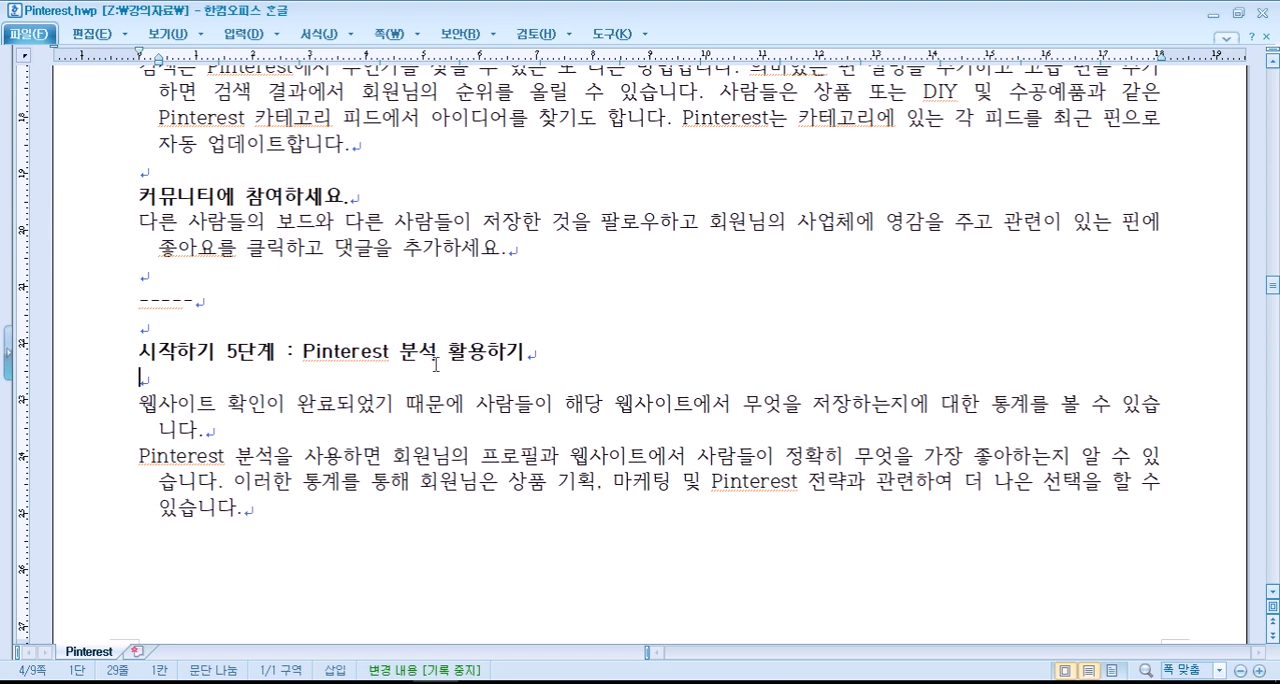 Pinterest.hwp [Z:₩강의자료₩] - 한컴오피스 한글
파일(F) 편집(E) 보기(U) 입력(D) 서식(J) 쪽(W) 보안(R) 검토(H) 도구(K)
하면 검색 결과에서 회원님의 순위를 올릴 수 있습니다. 사람들은 상품 또는 DIY 및 수공예품과 같은
Pinterest 카테고리 피드에서 아이디어를 찾기도 합니다. Pinterest는 카테고리에 있는 각 피드를 최근 핀으로
자동 업데이트합니다.
커뮤니티에 참여하세요.
다른 사람들의 보드와 다른 사람들이 저장한 것을 팔로우하고 회원님의 사업체에 영감을 주고 관련이 있는 핀에
좋아요를 클릭하고 댓글을 추가하세요.
-----
시작하기 5단계 : Pinterest 분석 활용하기
웹사이트 확인이 완료되었기 때문에 사람들이 해당 웹사이트에서 무엇을 저장하는지에 대한 통계를 볼 수 있습
니다.
Pinterest 분석을 사용하면 회원님의 프로필과 웹사이트에서 사람들이 정확히 무엇을 가장 좋아하는지 알 수 있
습니다. 이러한 통계를 통해 회원님은 상품 기획, 마케팅 및 Pinterest 전략과 관련하여 더 나은 선택을 할 수
있습니다.
Pinterest
4/9쪽 1단 29줄 1칸 문단 나눔 1/1 구역 삽입 변경 내용 [기록 중지] 폭 맞춤